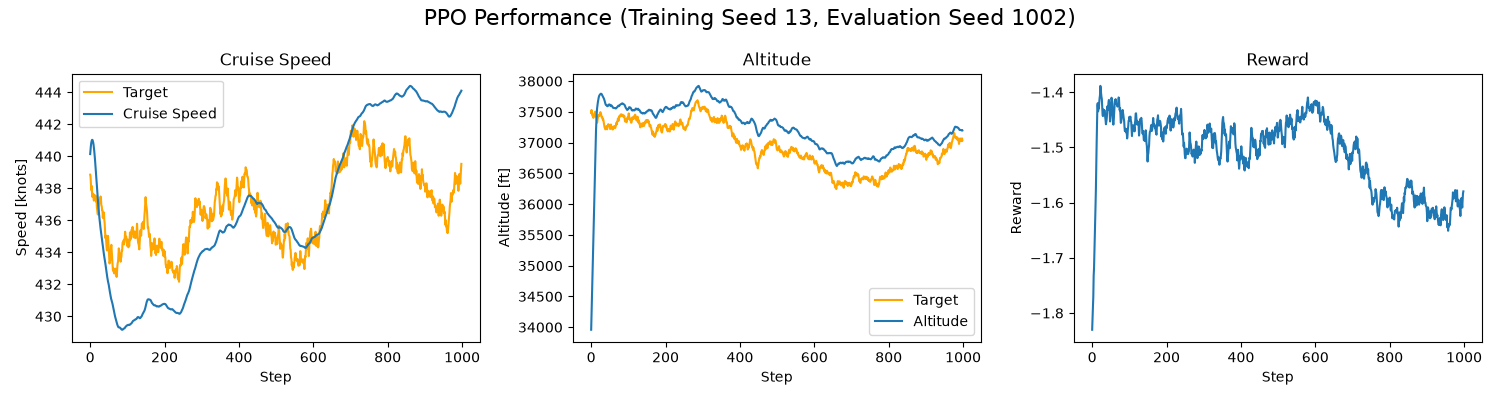 PPO Performance (Training Seed 13, Evaluation Seed 1002)
Cruise Speed
Speed [knots]
444
442
440
438
436
434
432
430
Target
Cruise Speed
0 200 400 600 800 1000
Step
Altitude
Altitude [ft]
38000
37500
37000
36500
36000
35500
35000
34500
34000
Target
Altitude
0 200 400 600 800 1000
Step
Reward
Reward
−1.4
−1.5
−1.6
−1.7
−1.8
0 200 400 600 800 1000
Step